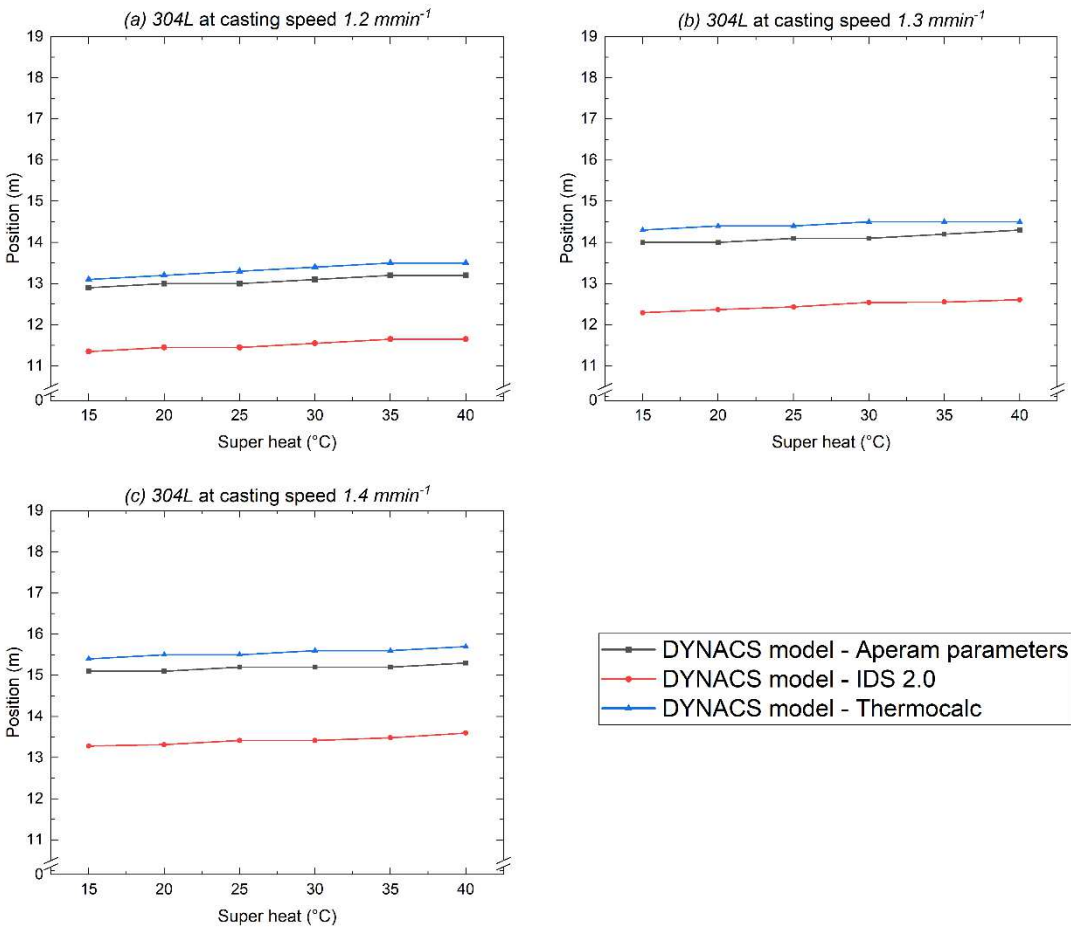 (a) 304L at casting speed 1.2 mmin⁻¹
19
18
17
16
15
14
13
12
11
0
Position (m)
15 20 25 30 35 40
Super heat (°C)
(b) 304L at casting speed 1.3 mmin⁻¹
19
18
17
16
15
14
13
12
11
0
Position (m)
15 20 25 30 35 40
Super heat (°C)
(c) 304L at casting speed 1.4 mmin⁻¹
19
18
17
16
15
14
13
12
11
0
Position (m)
15 20 25 30 35 40
Super heat (°C)
DYNACS model - Aperam parameters
DYNACS model - IDS 2.0
DYNACS model - Thermocalc